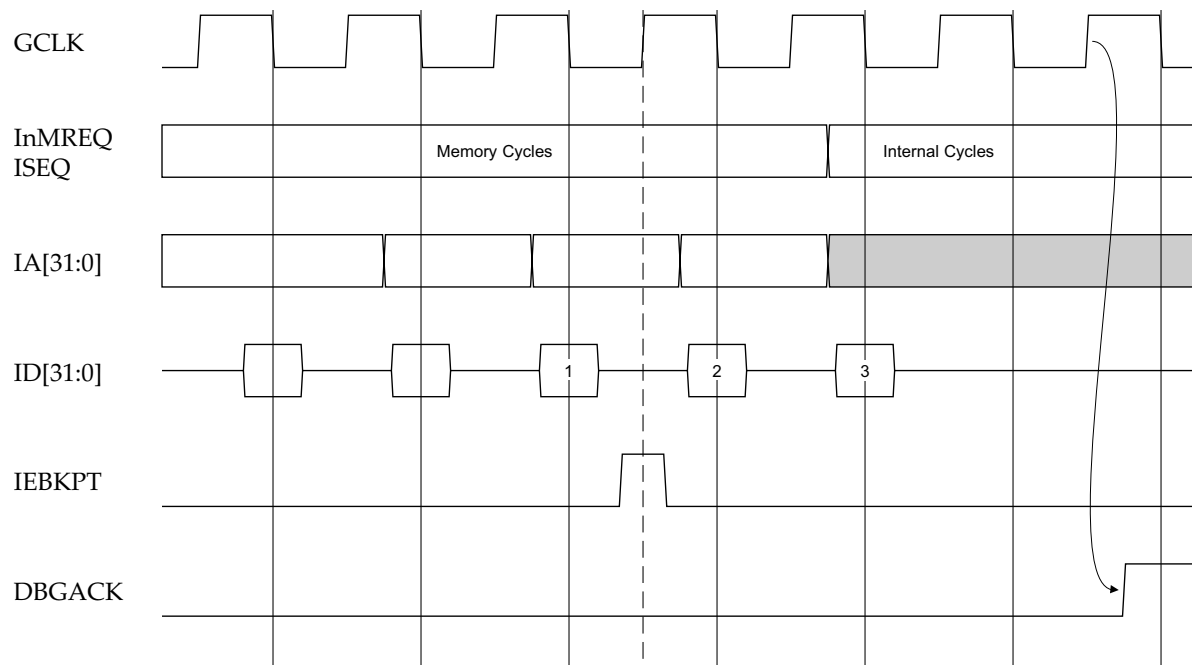 GCLK
InMREQ
ISEQ
Memory Cycles
Internal Cycles
IA[31:0]
ID[31:0]
1
2
3
IEBKPT
DBGACK